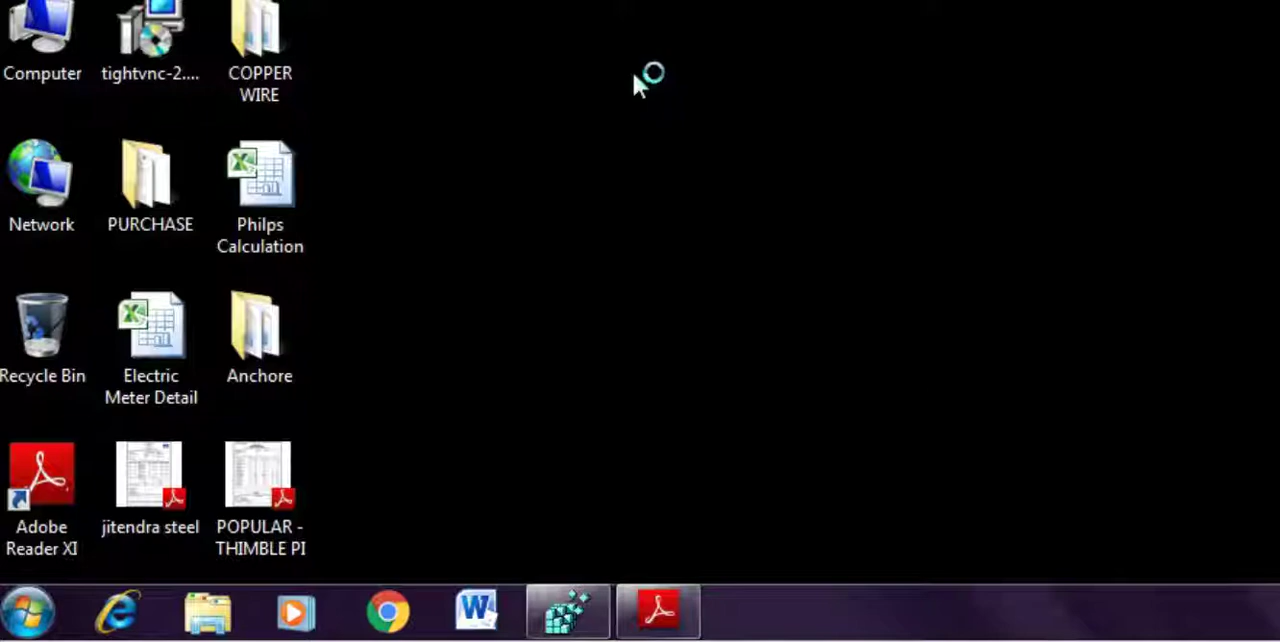 Computer
tightvnc-2....
COPPER
WIRE
Network
PURCHASE
Philps
Calculation
Recycle Bin
Electric
Meter Detail
Anchore
Adobe
Reader XI
jitendra steel
POPULAR -
THIMBLE PI